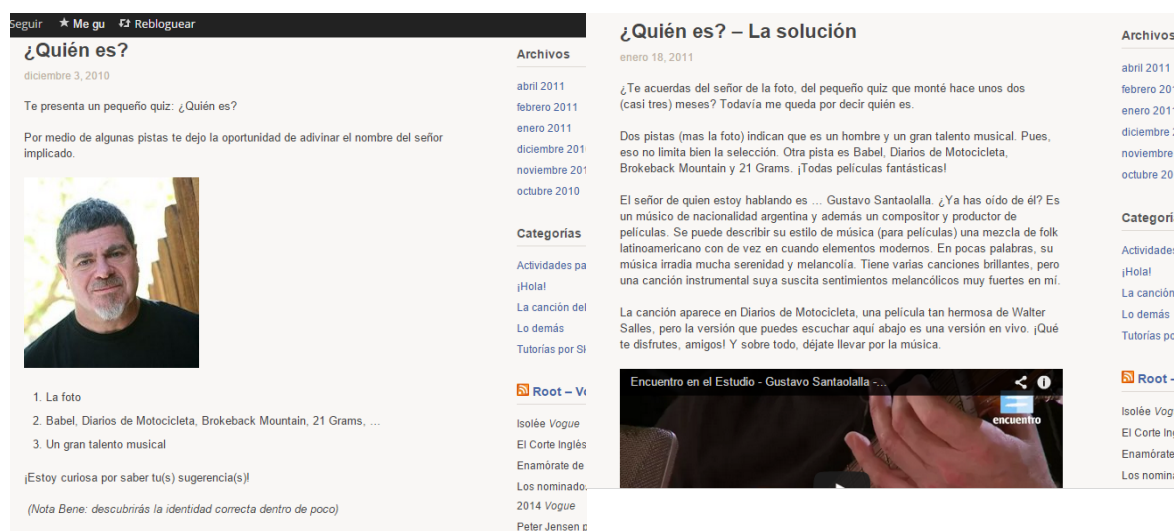 Seguir ★ Me gu Rebloguear
¿Quién es?
diciembre 3, 2010
Te presenta un pequeño quiz: ¿Quién es?
Por medio de algunas pistas te dejo la oportunidad de adivinar el nombre del señor
implicado.
1. La foto
2. Babel, Diarios de Motocicleta, Brokeback Mountain, 21 Grams, …
3. Un gran talento musical
¡Estoy curiosa por saber tu(s) sugerencia(s)!
(Nota Bene: descubrirás la identidad correcta dentro de poco)
Archivos
abril 2011
febrero 2011
enero 2011
diciembre 201
noviembre 201
octubre 2010
Categorías
Actividades pa
¡Hola!
La canción del
Lo demás
Tutorías por Sk
Root – Vo
Isolée Vogue
El Corte Inglés
Enamórate de
Los nominado
2014 Vogue
Peter Jensen p
¿Quién es? – La solución
enero 18, 2011
¿Te acuerdas del señor de la foto, del pequeño quiz que monté hace unos dos
(casi tres) meses? Todavía me queda por decir quién es.
Dos pistas (mas la foto) indican que es un hombre y un gran talento musical. Pues,
eso no limita bien la selección. Otra pista es Babel, Diarios de Motocicleta,
Brokeback Mountain y 21 Grams. ¡Todas películas fantásticas!
El señor de quien estoy hablando es … Gustavo Santaolalla. ¿Ya has oído de él? Es
un músico de nacionalidad argentina y además un compositor y productor de
películas. Se puede describir su estilo de música (para películas) una mezcla de folk
latinoamericano con de vez en cuando elementos modernos. En pocas palabras, su
música irradia mucha serenidad y melancolía. Tiene varias canciones brillantes, pero
una canción instrumental suya suscita sentimientos melancólicos muy fuertes en mí.
La canción aparece en Diarios de Motocicleta, una película tan hermosa de Walter
Salles, pero la versión que puedes escuchar aquí abajo es una versión en vivo. ¡Qué
te disfrutes, amigos! Y sobre todo, déjate llevar por la música.
Encuentro en el Estudio - Gustavo Santaolalla -...
encuentro
Archivos
abril 2011
febrero 201
enero 2011
diciembre 2
noviembre
octubre 20
Categorí
Actividades
¡Hola!
La canción
Lo demás
Tutorías po
Root -
Isolée Vog
El Corte Ing
Enamórate
Los nomina